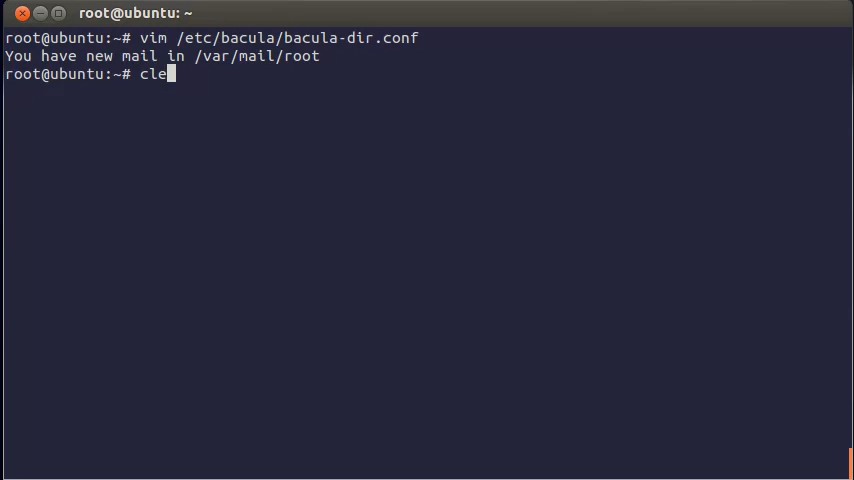 root@ubuntu: ~
root@ubuntu:~# vim /etc/bacula/bacula-dir.conf
You have new mail in /var/mail/root
root@ubuntu:~# cle